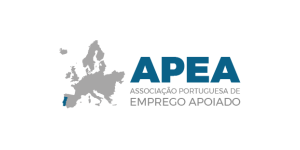 APEA
ASSOCIAÇÃO PORTUGUESA DE
EMPREGO APOIADO